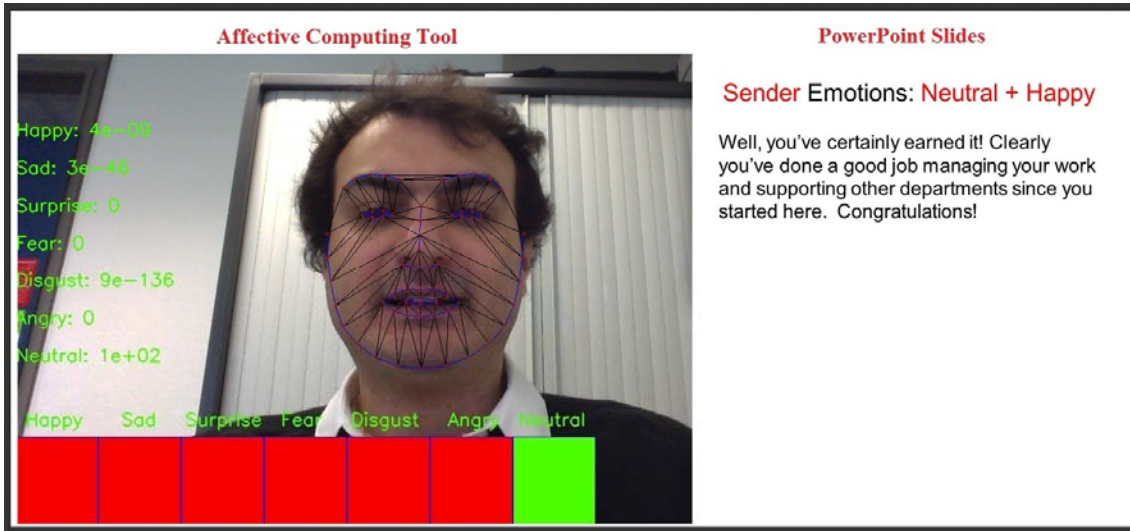 Affective Computing Tool
Happy: 4e-09
Sad: 3e-46
Surprise: 0
Fear: 0
Disgust: 9e-136
Angry: 0
Neutral: 1e+02
Happy Sad Surprise Fear Disgust Angry Neutral
PowerPoint Slides
Sender Emotions: Neutral + Happy
Well, you've certainly earned it! Clearly
you've done a good job managing your work
and supporting other departments since you
started here. Congratulations!